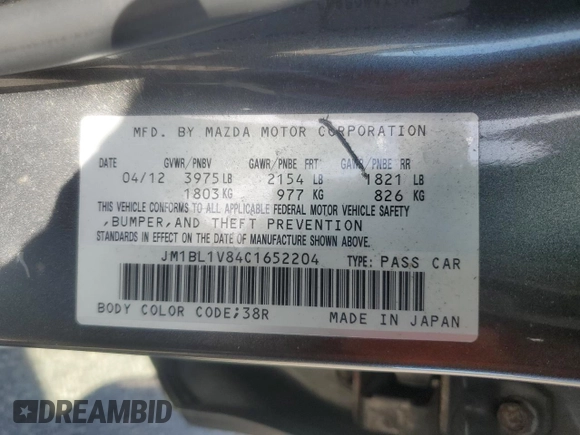 MFD. BY MAZDA MOTOR CORPORATION
GVWR/PNBV GAWR/PNBE FRT GAWR/PNBE RR
04/12 3975 LB 2154 LB 1821 LB
1803 KG 977 KG 826 KG
THIS VEHICLE CONFORMS TO ALL APPLICABLE FEDERAL MOTOR VEHICLE SAFETY
,BUMPER,AND THEFT PREVENTION
STANDARDS IN EFFECT ON THE DATE OF MANUFACTURE SHOWN ABOVE.
JM1BL1V84C1652204 TYPE: PASS CAR
BODY COLOR CODE;38R MADE IN JAPAN
DREAMBID